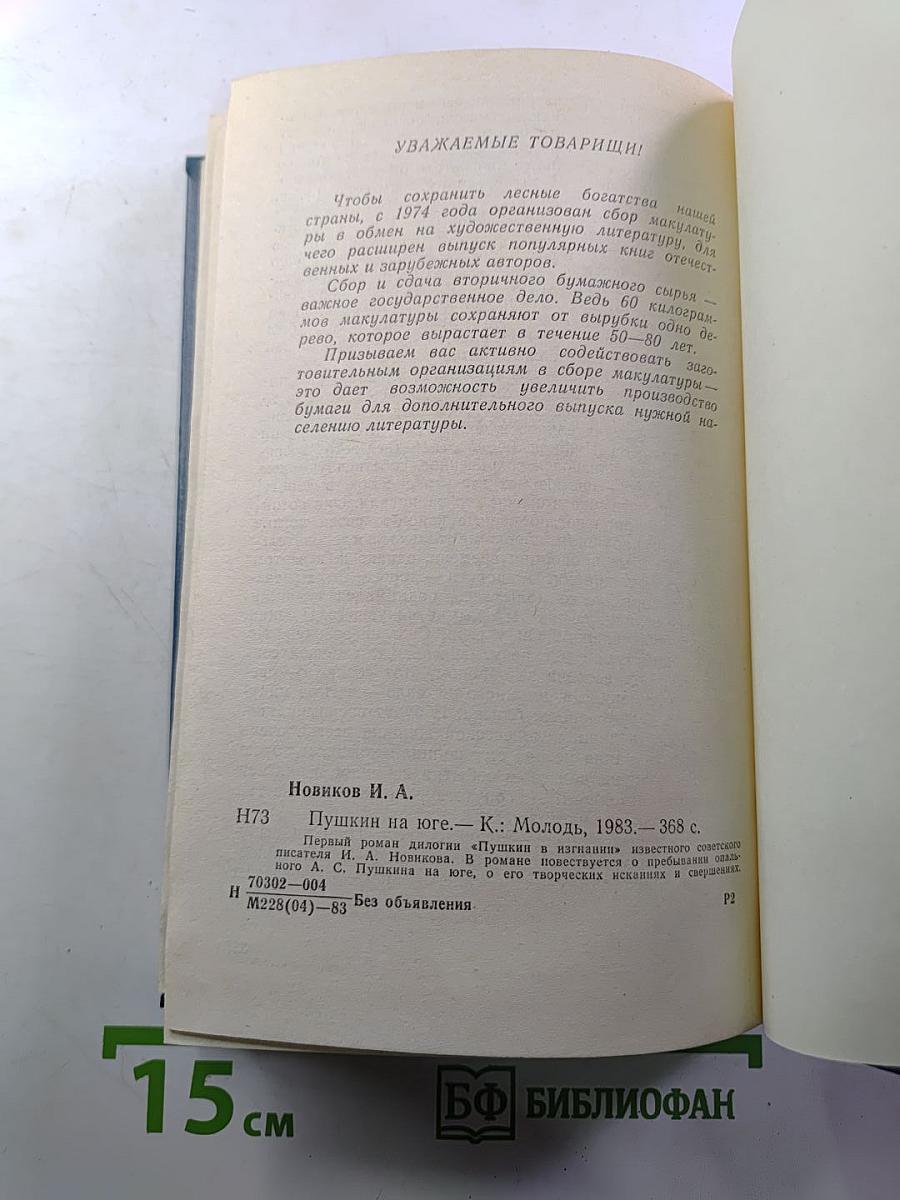 УВАЖАЕМЫЕ ТОВАРИЩИ!
Чтобы сохранить лесные богатства нашей
страны, с 1974 года организован сбор макулату-
ры в обмен на художественную литературу, для
чего расширен выпуск популярных книг отечест-
венных и зарубежных авторов.
Сбор и сдача вторичного бумажного сырья —
важное государственное дело. Ведь 60 килограм-
мов макулатуры сохраняют от вырубки одно де-
рево, которое вырастает в течение 50—80 лет.
Призываем вас активно содействовать заго-
товительным организациям в сборе макулатуры —
это дает возможность увеличить производство
бумаги для дополнительного выпуска нужной на-
селению литературы.
Новиков И. А.
Н73 Пушкин на юге.— К.: Молодь, 1983.— 368 с.
Первый роман дилогии «Пушкин в изгнании» известного советского
писателя И. А. Новикова. В романе повествуется о пребывании опаль-
ного А. С. Пушкина на юге, о его творческих исканиях и свершениях.
70302—004
Н М228(04)—83 Без объявления Р2
15 см БФ БИБЛИОФАН